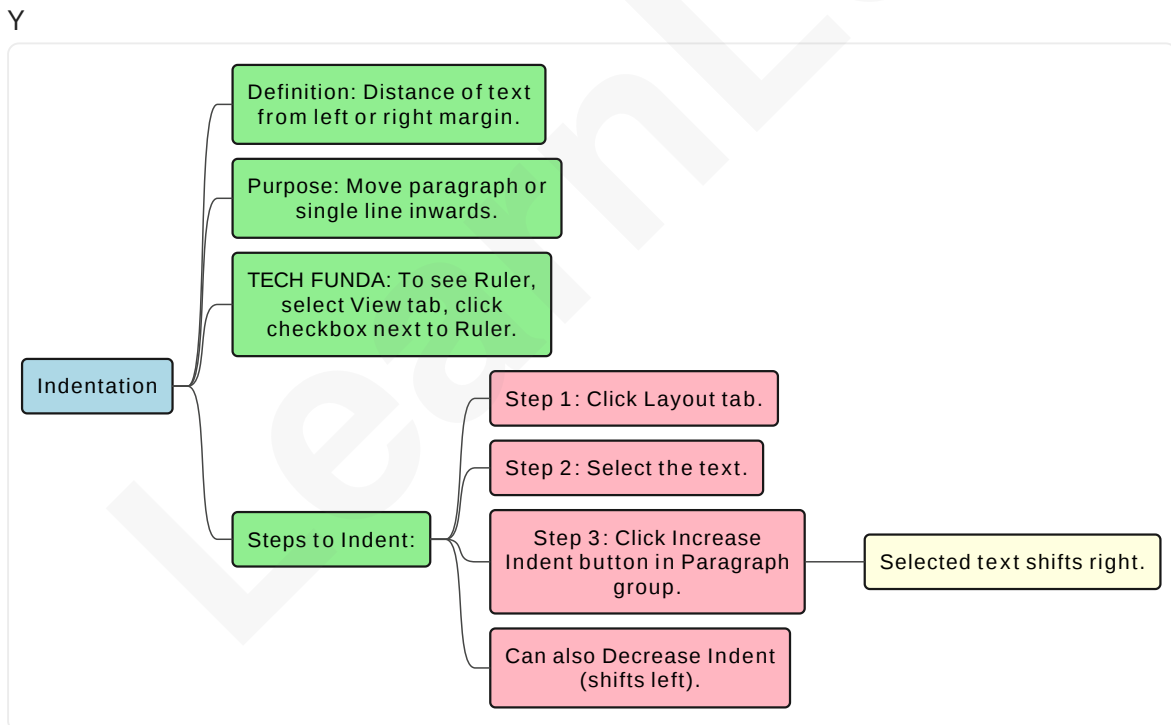 Y
Definition: Distance of text
from left or right margin.
Purpose: Move paragraph or
single line inwards.
TECH FUNDA: To see Ruler,
select View tab, click
checkbox next to Ruler.
Indentation
Steps to Indent:
Step 1: Click Layout tab.
Step 2: Select the text.
Step 3: Click Increase
Indent button in Paragraph
group.
Selected text shifts right.
Can also Decrease Indent
(shifts left).